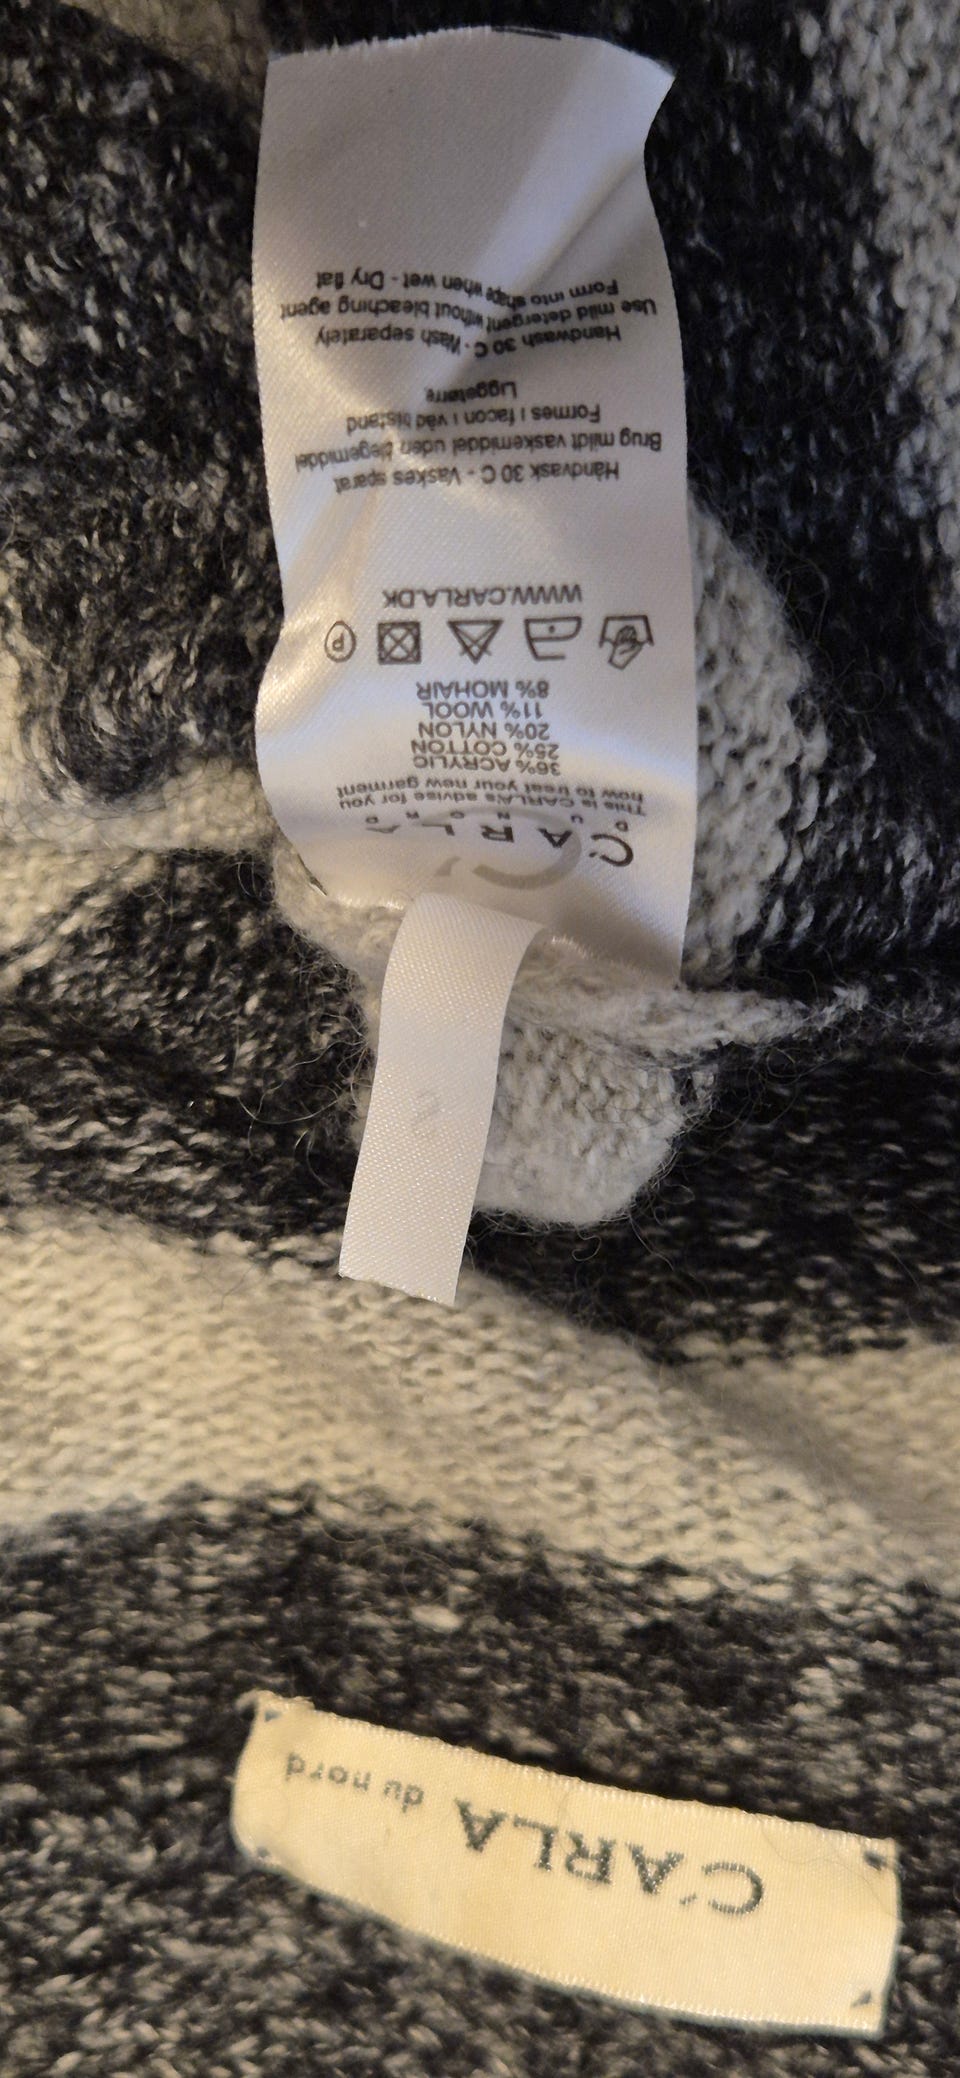 CARLA
DU NORD
This is CARLA's advise for you
how to treat your new garment
36% ACRYLIC
25% COTTON
20% NYLON
11% WOOL
8% MOHAIR
P
WWW.CARLA.DK
Håndvask 30 C - Vaskes separat
Brug mildt vaskemiddel uden blegemiddel
Formes i facon i våd tilstand
Liggetørre
Handwash 30 C - Wash separately
Use mild detergent without bleaching agent
Form into shape when wet - Dry flat
CARLA du nord